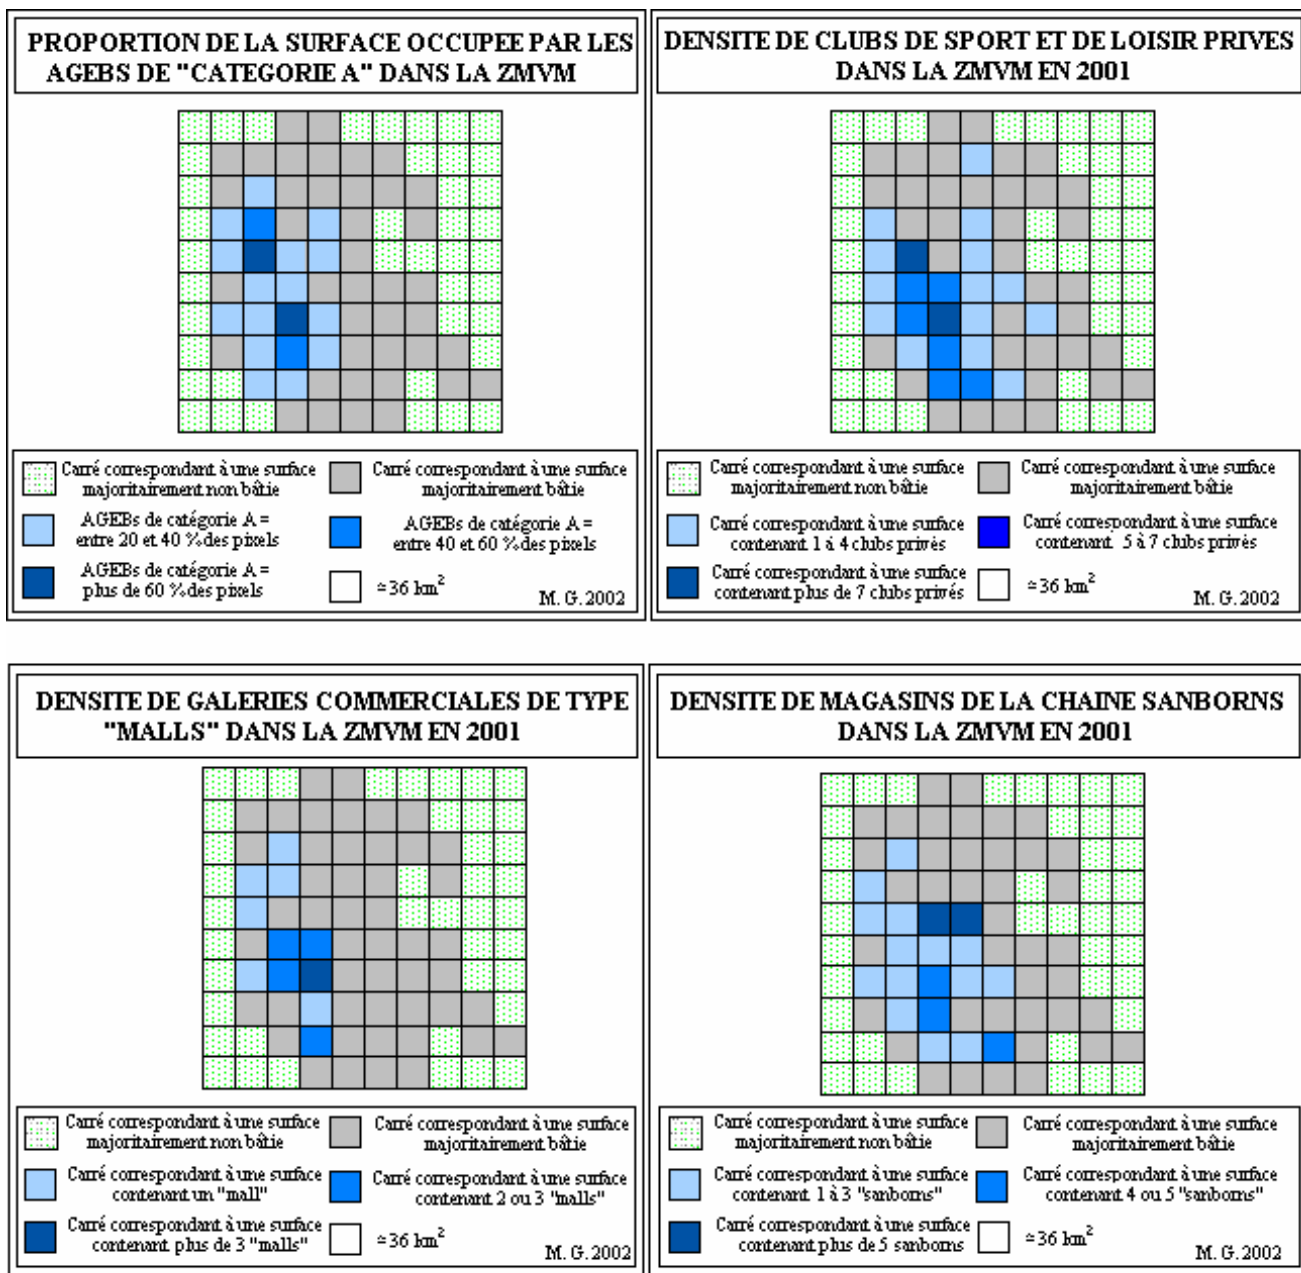 PROPORTION DE LA SURFACE OCCUPEE PAR LES
AGEBS DE "CATEGORIE A" DANS LA ZMVM
Carré correspondant à une surface
majoritairement non bâtie
Carré correspondant à une surface
majoritairement bâtie
AGEBs de catégorie A =
entre 20 et 40 % des pixels
AGEBs de catégorie A =
entre 40 et 60 % des pixels
AGEBs de catégorie A =
plus de 60 % des pixels
≃36 km²
M. G. 2002
DENSITE DE CLUBS DE SPORT ET DE LOISIR PRIVES
DANS LA ZMVM EN 2001
Carré correspondant à une surface
majoritairement non bâtie
Carré correspondant à une surface
majoritairement bâtie
Carré correspondant à une surface
contenant 1 à 4 clubs privés
Carré correspondant à une surface
contenant 5 à 7 clubs privés
Carré correspondant à une surface
contenant plus de 7 clubs privés
≃36 km²
M. G. 2002
DENSITE DE GALERIES COMMERCIALES DE TYPE
"MALLS" DANS LA ZMVM EN 2001
Carré correspondant à une surface
majoritairement non bâtie
Carré correspondant à une surface
majoritairement bâtie
Carré correspondant à une surface
contenant un "mall"
Carré correspondant à une surface
contenant 2 ou 3 "malls"
Carré correspondant à une surface
contenant plus de 3 "malls"
≃36 km²
M. G. 2002
DENSITE DE MAGASINS DE LA CHAINE SANBORNS
DANS LA ZMVM EN 2001
Carré correspondant à une surface
majoritairement non bâtie
Carré correspondant à une surface
majoritairement bâtie
Carré correspondant à une surface
contenant 1 à 3 "sanborns"
Carré correspondant à une surface
contenant 4 ou 5 "sanborns"
Carré correspondant à une surface
contenant plus de 5 sanborns
≃36 km²
M. G. 2002